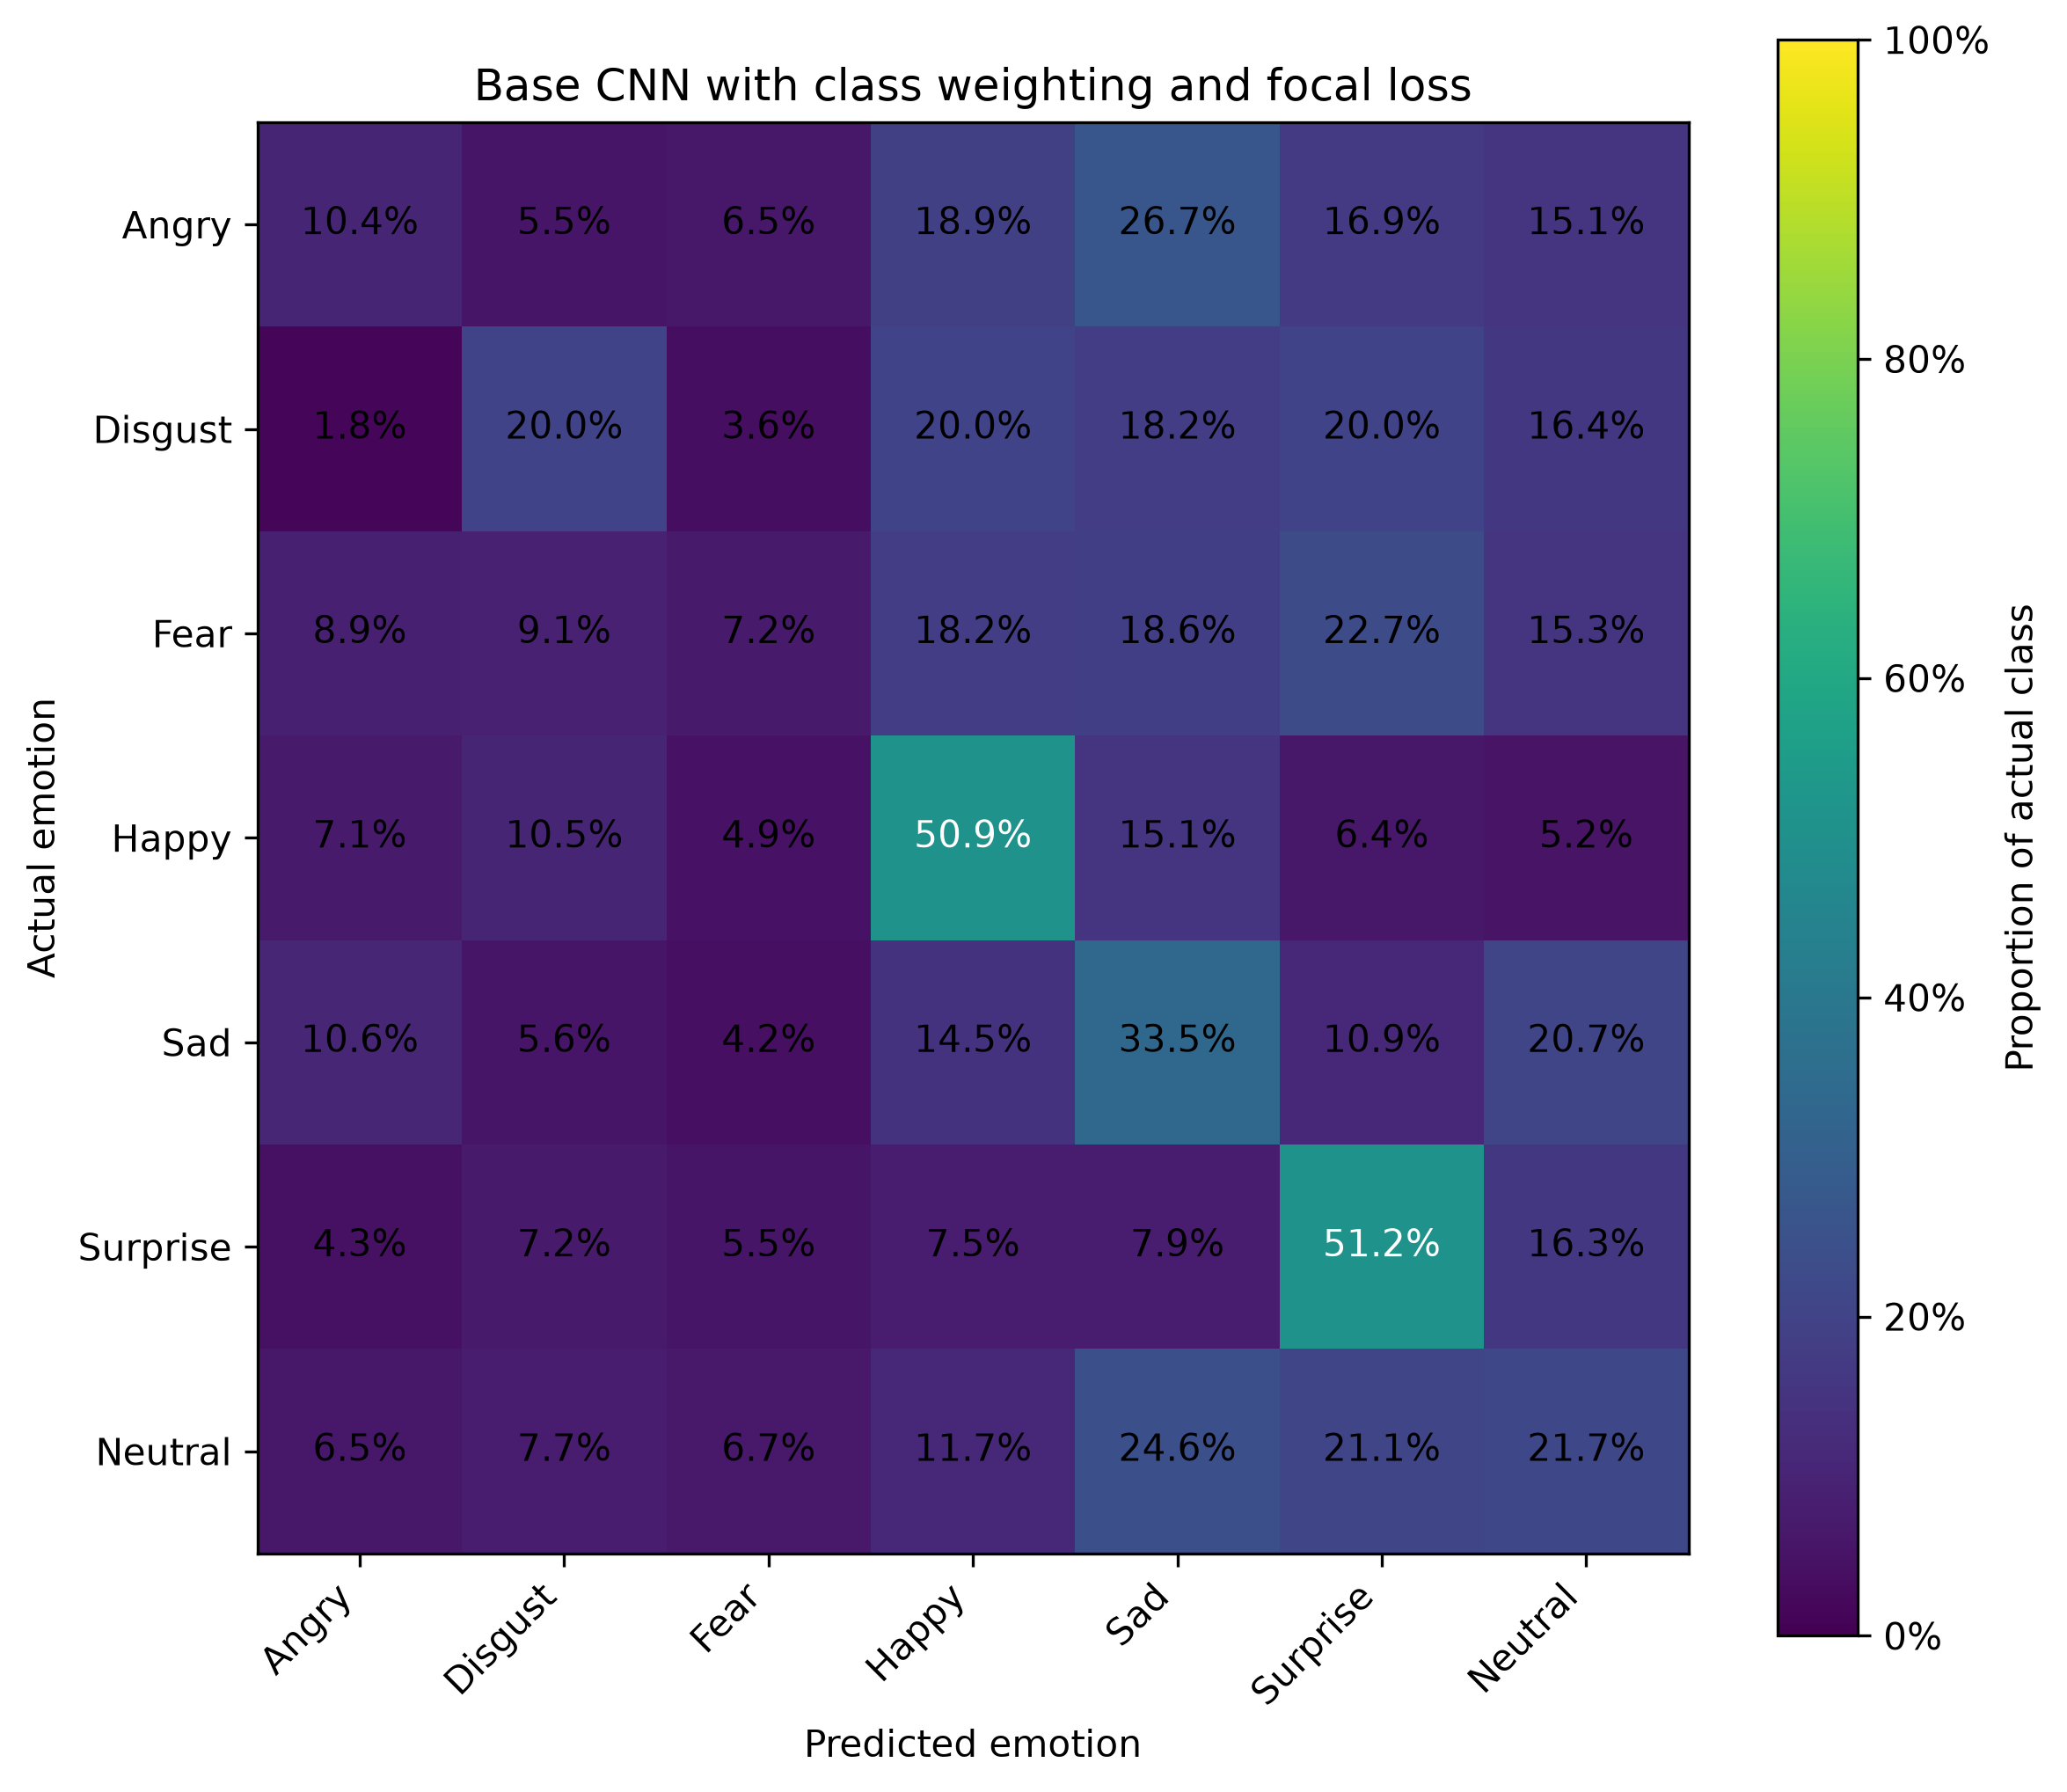 Base CNN with class weighting and focal loss
Actual emotion
Angry 10.4% 5.5% 6.5% 18.9% 26.7% 16.9% 15.1%
Disgust 1.8% 20.0% 3.6% 20.0% 18.2% 20.0% 16.4%
Fear 8.9% 9.1% 7.2% 18.2% 18.6% 22.7% 15.3%
Happy 7.1% 10.5% 4.9% 50.9% 15.1% 6.4% 5.2%
Sad 10.6% 5.6% 4.2% 14.5% 33.5% 10.9% 20.7%
Surprise 4.3% 7.2% 5.5% 7.5% 7.9% 51.2% 16.3%
Neutral 6.5% 7.7% 6.7% 11.7% 24.6% 21.1% 21.7%
Angry Disgust Fear Happy Sad Surprise Neutral
Predicted emotion
100%
80%
60%
40%
20%
0%
Proportion of actual class